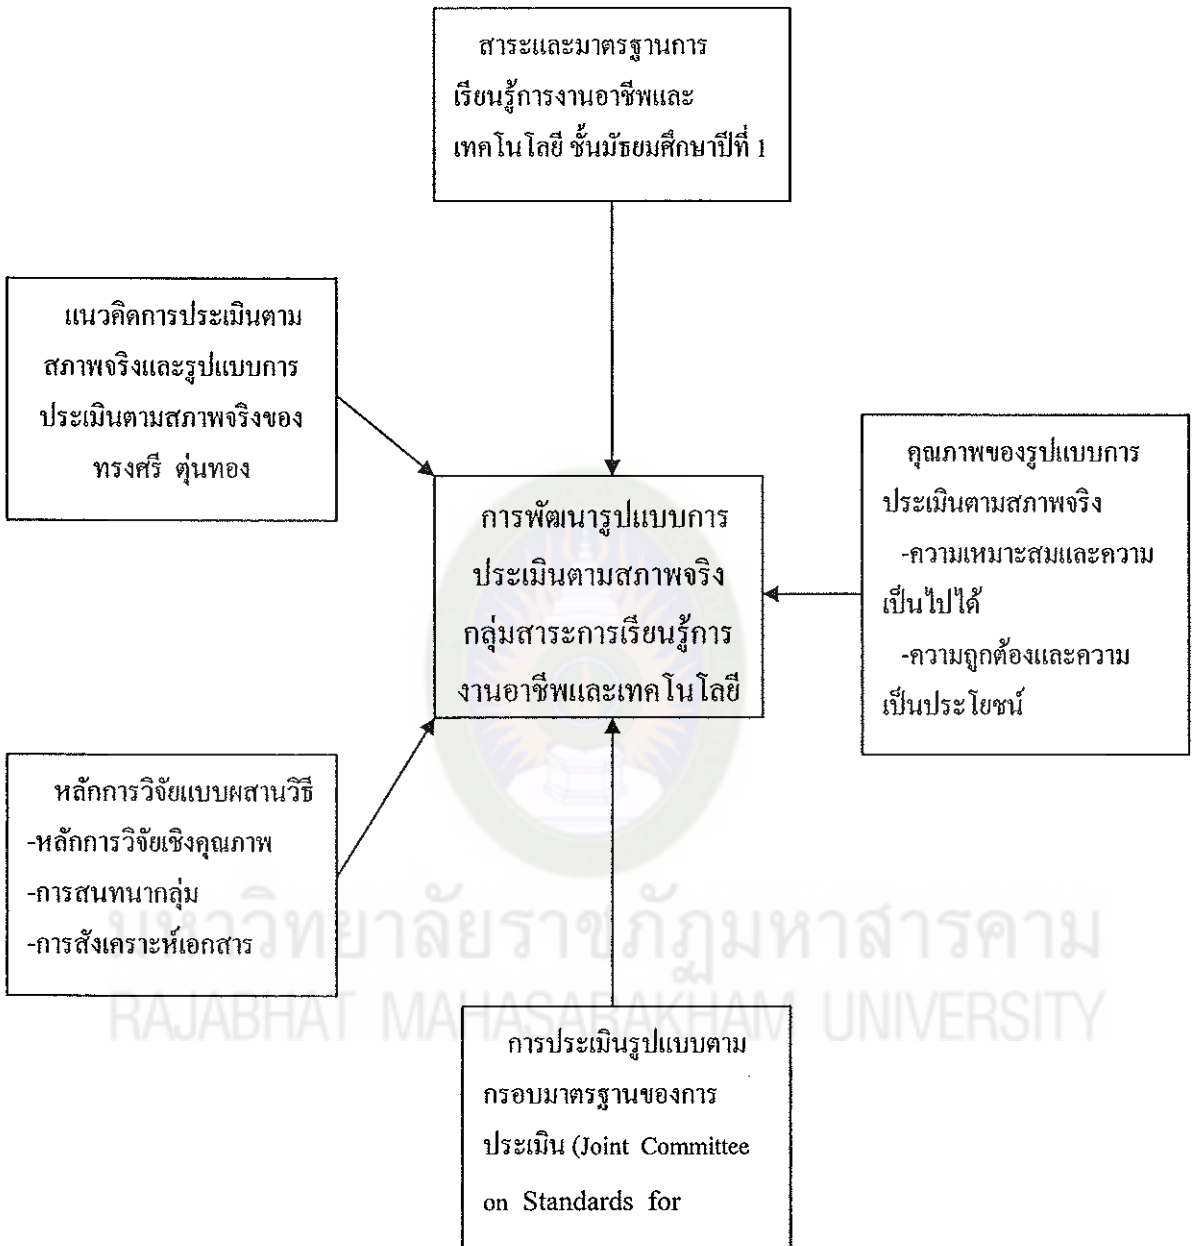 สาระและมาตรฐานการ
เรียนรู้การงานอาชีพและ
เทคโนโลยี ชั้นมัธยมศึกษาปีที่ 1
แนวคิดการประเมินตาม
สภาพจริงและรูปแบบการ
ประเมินตามสภาพจริงของ
ทรงศรี ตุ่นทอง
การพัฒนารูปแบบการ
ประเมินตามสภาพจริง
กลุ่มสาระการเรียนรู้การ
งานอาชีพและเทคโนโลยี
คุณภาพของรูปแบบการ
ประเมินตามสภาพจริง
-ความเหมาะสมและความ
เป็นไปได้
-ความถูกต้องและความ
เป็นประโยชน์
หลักการวิจัยแบบผสานวิธี
-หลักการวิจัยเชิงคุณภาพ
-การสนทนากลุ่ม
-การสังเคราะห์เอกสาร
มหาวิทยาลัยราชภัฏมหาสารคาม
RAJABHAT MAHASARAKHAM UNIVERSITY
การประเมินรูปแบบตาม
กรอบมาตรฐานของการ
ประเมิน (Joint Committee
on Standards for